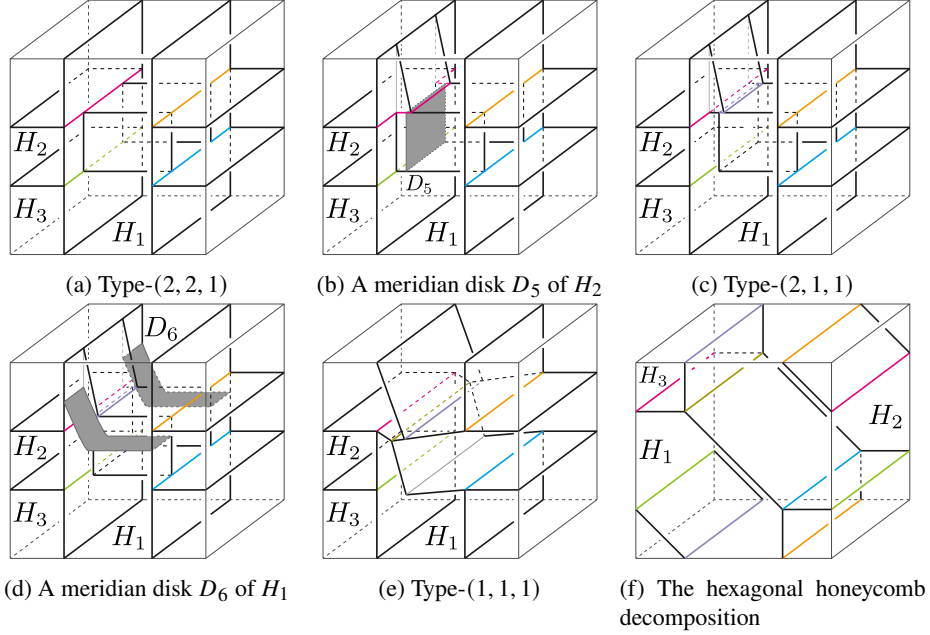 H₂
H₃
H₁
(a) Type-(2, 2, 1)
H₂
D₅
H₃
H₁
(b) A meridian disk D₅ of H₂
H₂
H₃
H₁
(c) Type-(2, 1, 1)
D₆
H₂
H₃
H₁
(d) A meridian disk D₆ of H₁
H₂
H₃
H₁
(e) Type-(1, 1, 1)
H₃
H₂
H₁
(f) The hexagonal honeycomb
decomposition